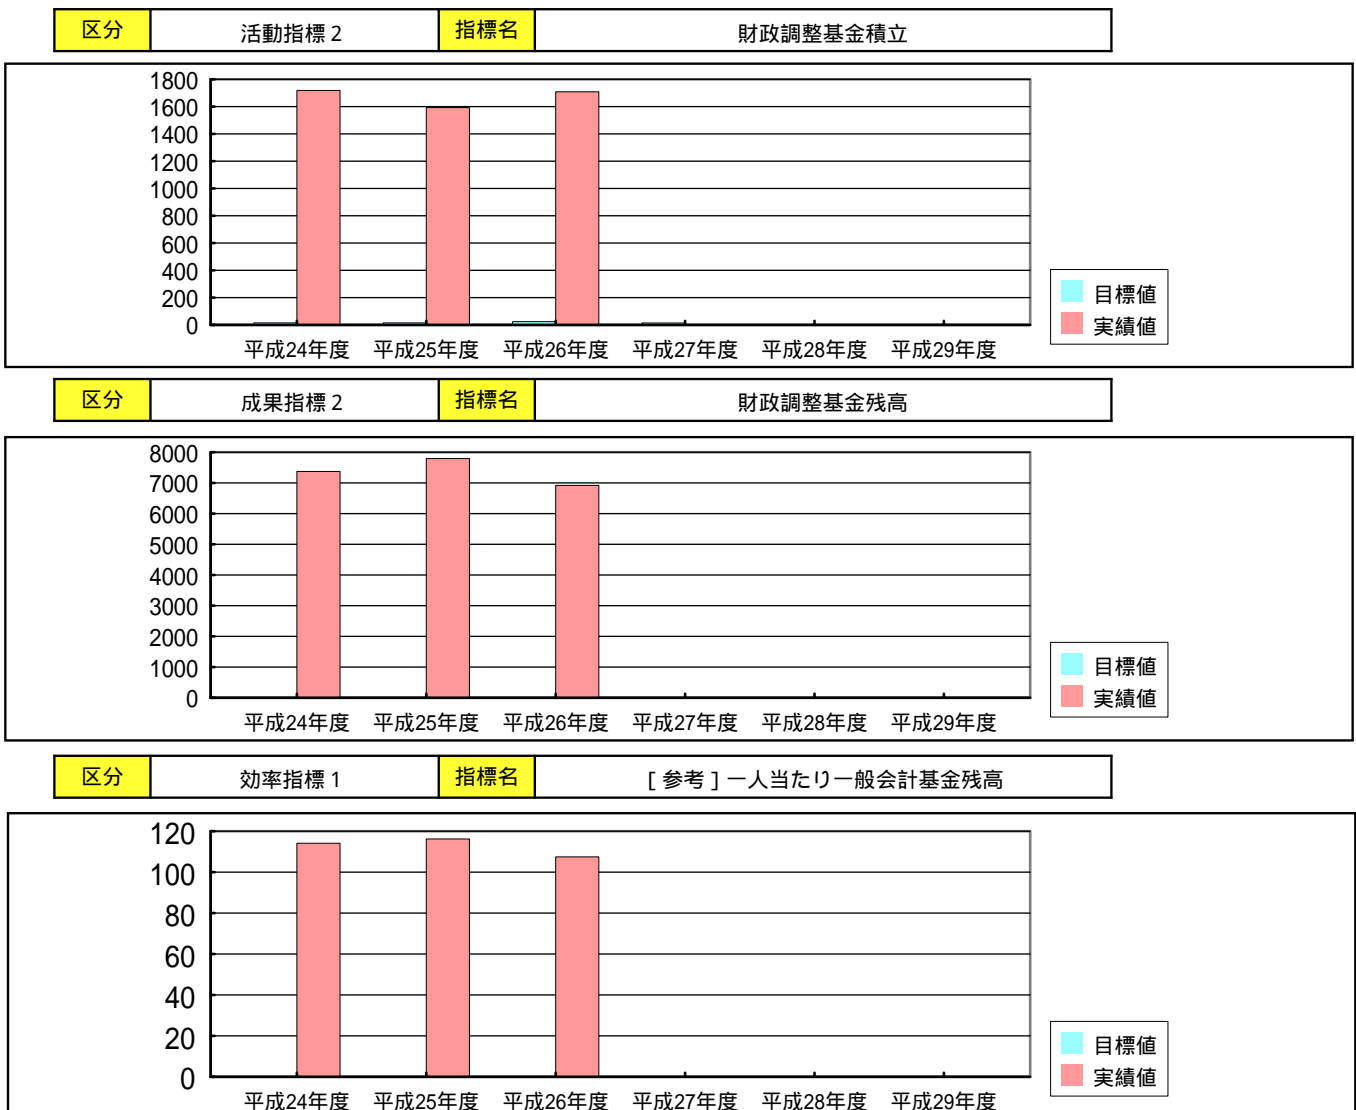 区分 活動指標2 指標名 財政調整基金積立
1800
1600
1400
1200
1000
800
600
400
200
0
平成24年度 平成25年度 平成26年度 平成27年度 平成28年度 平成29年度
目標値
実績値
区分 成果指標2 指標名 財政調整基金残高
8000
7000
6000
5000
4000
3000
2000
1000
0
平成24年度 平成25年度 平成26年度 平成27年度 平成28年度 平成29年度
目標値
実績値
区分 効率指標1 指標名 [参考]一人当たり一般会計基金残高
120
100
80
60
40
20
0
平成24年度 平成25年度 平成26年度 平成27年度 平成28年度 平成29年度
目標値
実績値